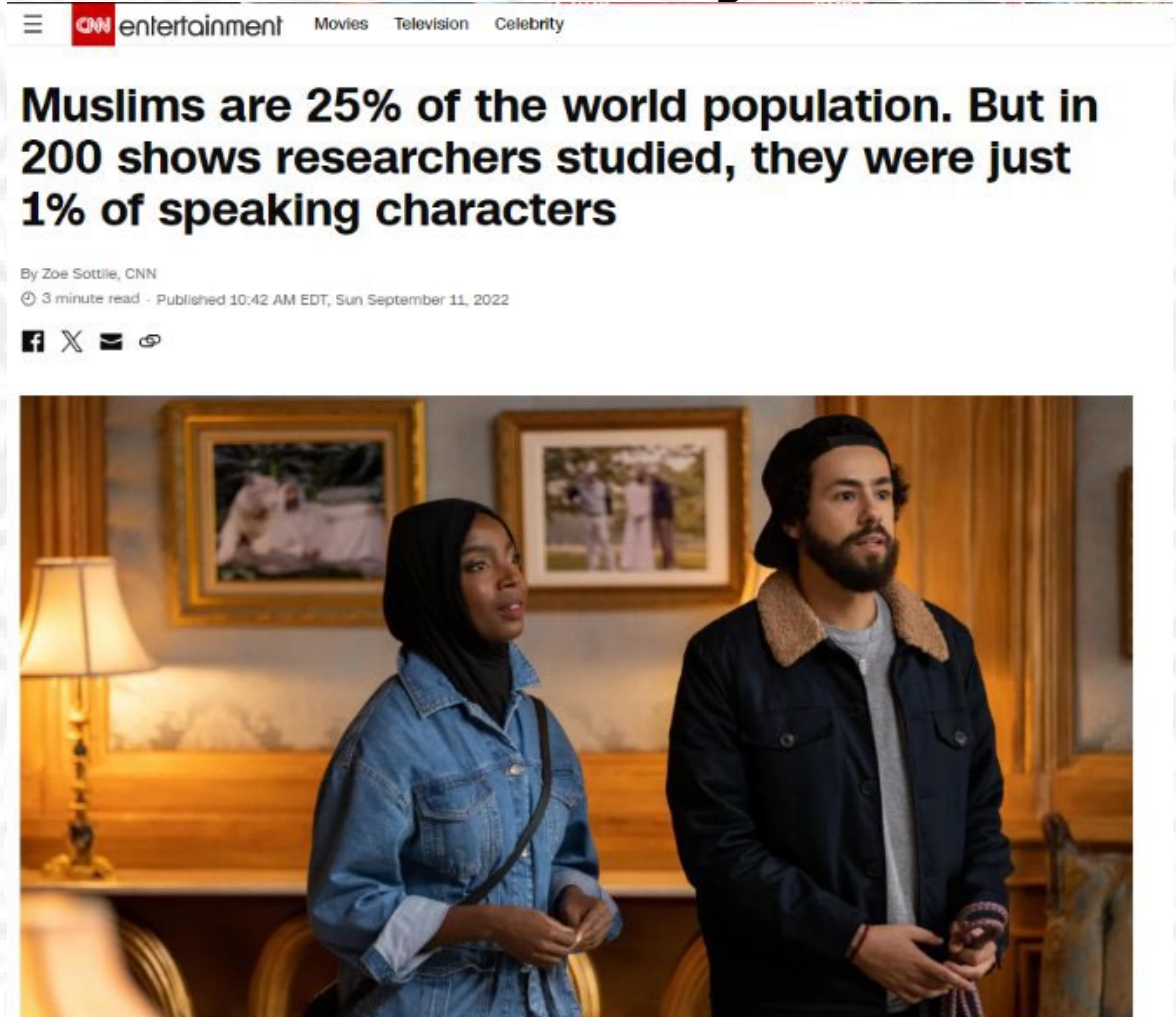 CNN entertainment Movies Television Celebrity
Muslims are 25% of the world population. But in
200 shows researchers studied, they were just
1% of speaking characters
By Zoe Sottile, CNN
3 minute read · Published 10:42 AM EDT, Sun September 11, 2022